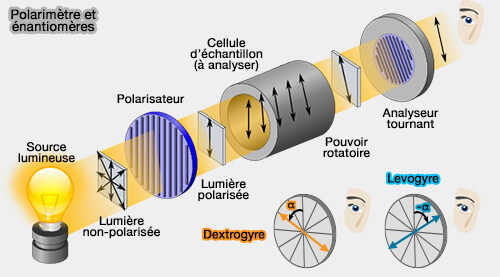 Polarimètre et
énantiomères
Cellule
d'échantillon
(à analyser)
Polarisateur
Analyseur
tournant
Source
lumineuse
Pouvoir
rotatoire
Lumière
polarisée
Lumière
non-polarisée
Levogyre
α
-α
Dextrogyre